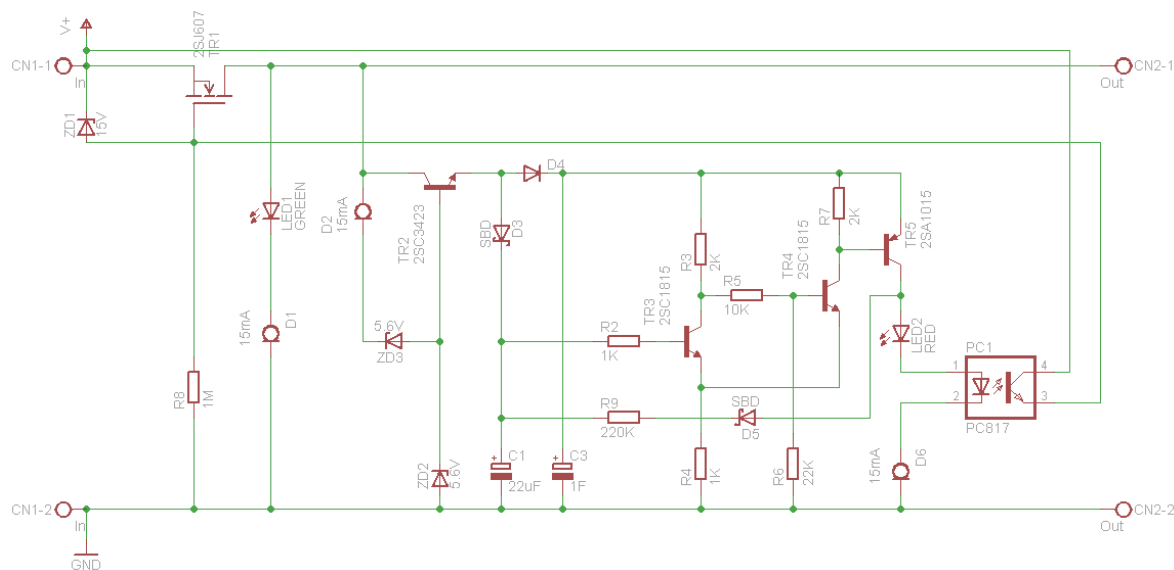 V+
2SJ607
TR1
CN1-1
In
CN2-1
Out
ZD1
15V
D4
LED1
GREEN
D2
15mA
TR2
2SC3423
SBD
D3
R3
2K
R7
2K
TR5
2SA1015
TR4
2SC1815
TR3
2SC1815
R5
10K
15mA
D1
5.6V
ZD3
R2
1K
LED2
RED
PC1
1
4
2
3
PC817
R8
1M
R9
220K
SBD
D5
ZD2
5.6V
+
C1
22uF
+
C3
1F
R4
1K
R6
22K
15mA
D6
CN1-2
In
CN2-2
Out
GND